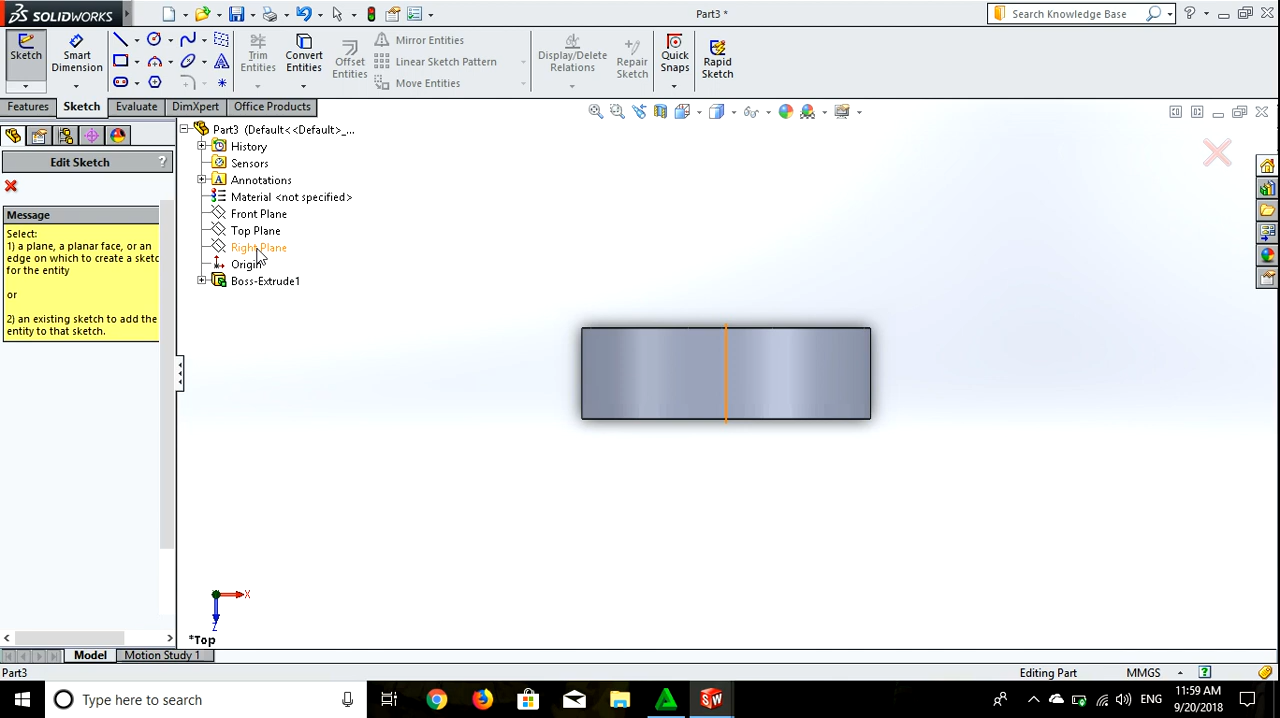 SOLIDWORKS
Part3 *
Search Knowledge Base
Sketch
Smart Dimension
Trim Entities
Convert Entities
Offset Entities
Mirror Entities
Linear Sketch Pattern
Move Entities
Display/Delete Relations
Repair Sketch
Quick Snaps
Rapid Sketch
Features
Sketch
Evaluate
DimXpert
Office Products
Edit Sketch
?
Message
Select:
1) a plane, a planar face, or an
edge on which to create a sketc
for the entity
or
2) an existing sketch to add the
entity to that sketch.
Part3 (Default<<Default>_...
History
Sensors
Annotations
Material <not specified>
Front Plane
Top Plane
Right Plane
Origin
Boss-Extrude1
X
Z
*Top
Model
Motion Study 1
Part3
Editing Part
MMGS
?
Type here to search
ENG
11:59 AM
9/20/2018